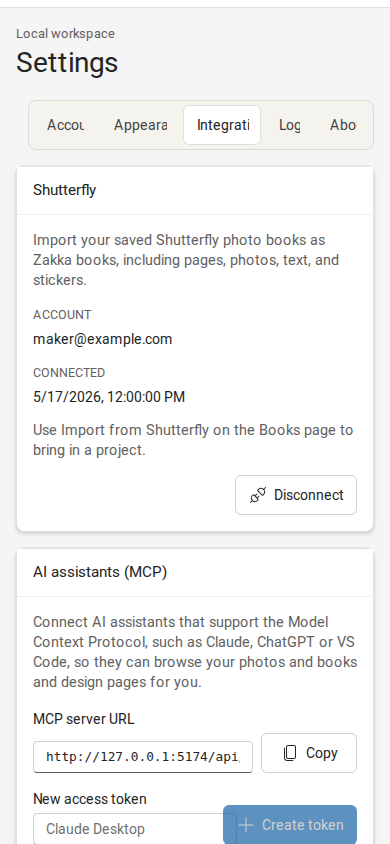 Local workspace
Settings
Accou Appeara Integrati Log Abo
Shutterfly
Import your saved Shutterfly photo books as
Zakka books, including pages, photos, text, and
stickers.
ACCOUNT
maker@example.com
CONNECTED
5/17/2026, 12:00:00 PM
Use Import from Shutterfly on the Books page to
bring in a project.
Disconnect
AI assistants (MCP)
Connect AI assistants that support the Model
Context Protocol, such as Claude, ChatGPT or VS
Code, so they can browse your photos and books
and design pages for you.
MCP server URL
http://127.0.0.1:5174/api
Copy
New access token
Claude Desktop
Create token